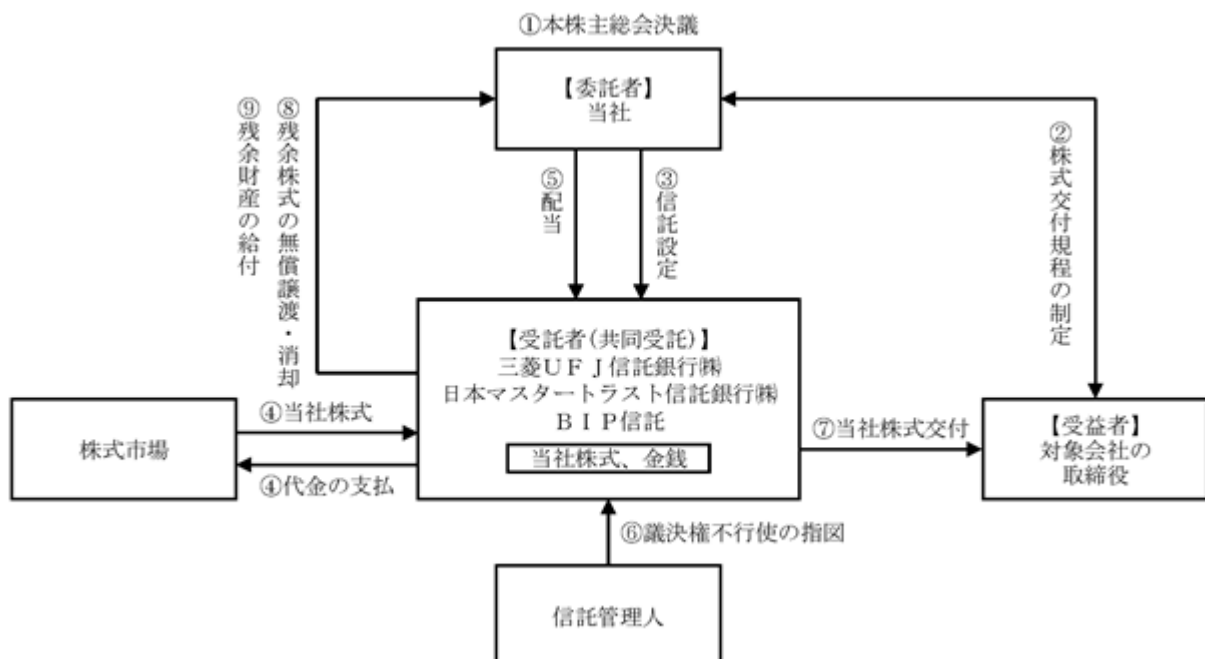 ①本株主総会決議
【委託者】
当社
⑨残余財産の給付
⑧残余株式の無償譲渡・消却
⑤配当
③信託設定
②株式交付規程の制定
【受託者(共同受託)】
三菱UFJ信託銀行㈱
日本マスタートラスト信託銀行㈱
BIP信託
当社株式、金銭
株式市場
④当社株式
④代金の支払
⑦当社株式交付
【受益者】
対象会社の
取締役
⑥議決権不行使の指図
信託管理人